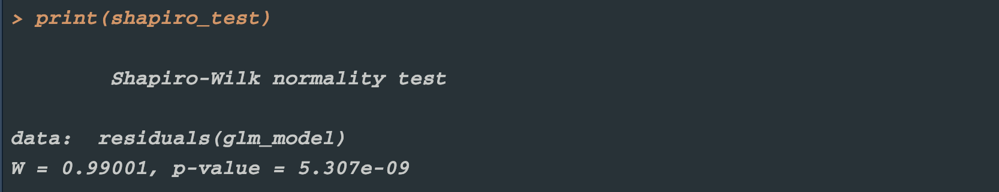 > print(shapiro_test)
Shapiro-Wilk normality test
data:  residuals(glm_model)
W = 0.99001, p-value = 5.307e-09